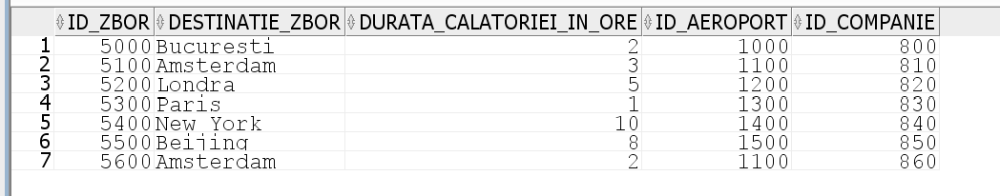 ID_ZBOR DESTINATIE_ZBOR DURATA_CALATORIEI_IN_ORE ID_AEROPORT ID_COMPANIE
1 5000 Bucuresti 2 1000 800
2 5100 Amsterdam 3 1100 810
3 5200 Londra 5 1200 820
4 5300 Paris 1 1300 830
5 5400 New York 10 1400 840
6 5500 Beijing 8 1500 850
7 5600 Amsterdam 2 1100 860